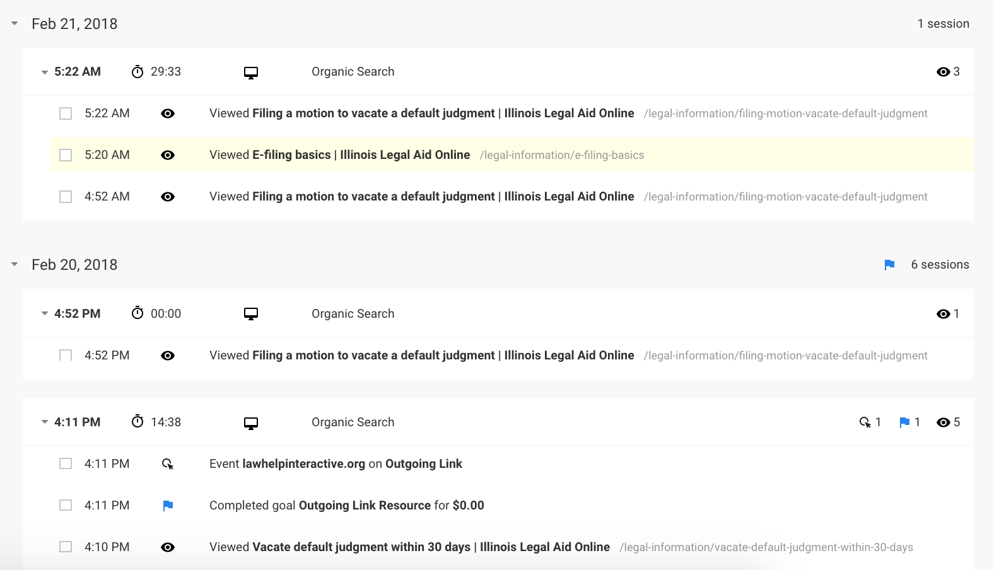 Feb 21, 2018 1 session
5:22 AM 29:33 Organic Search 3
5:22 AM Viewed Filing a motion to vacate a default judgment | Illinois Legal Aid Online /legal-information/filing-motion-vacate-default-judgment
5:20 AM Viewed E-filing basics | Illinois Legal Aid Online /legal-information/e-filing-basics
4:52 AM Viewed Filing a motion to vacate a default judgment | Illinois Legal Aid Online /legal-information/filing-motion-vacate-default-judgment
Feb 20, 2018 6 sessions
4:52 PM 00:00 Organic Search 1
4:52 PM Viewed Filing a motion to vacate a default judgment | Illinois Legal Aid Online /legal-information/filing-motion-vacate-default-judgment
4:11 PM 14:38 Organic Search 1 1 5
4:11 PM Event lawhelpinteractive.org on Outgoing Link
4:11 PM Completed goal Outgoing Link Resource for $0.00
4:10 PM Viewed Vacate default judgment within 30 days | Illinois Legal Aid Online /legal-information/vacate-default-judgment-within-30-days